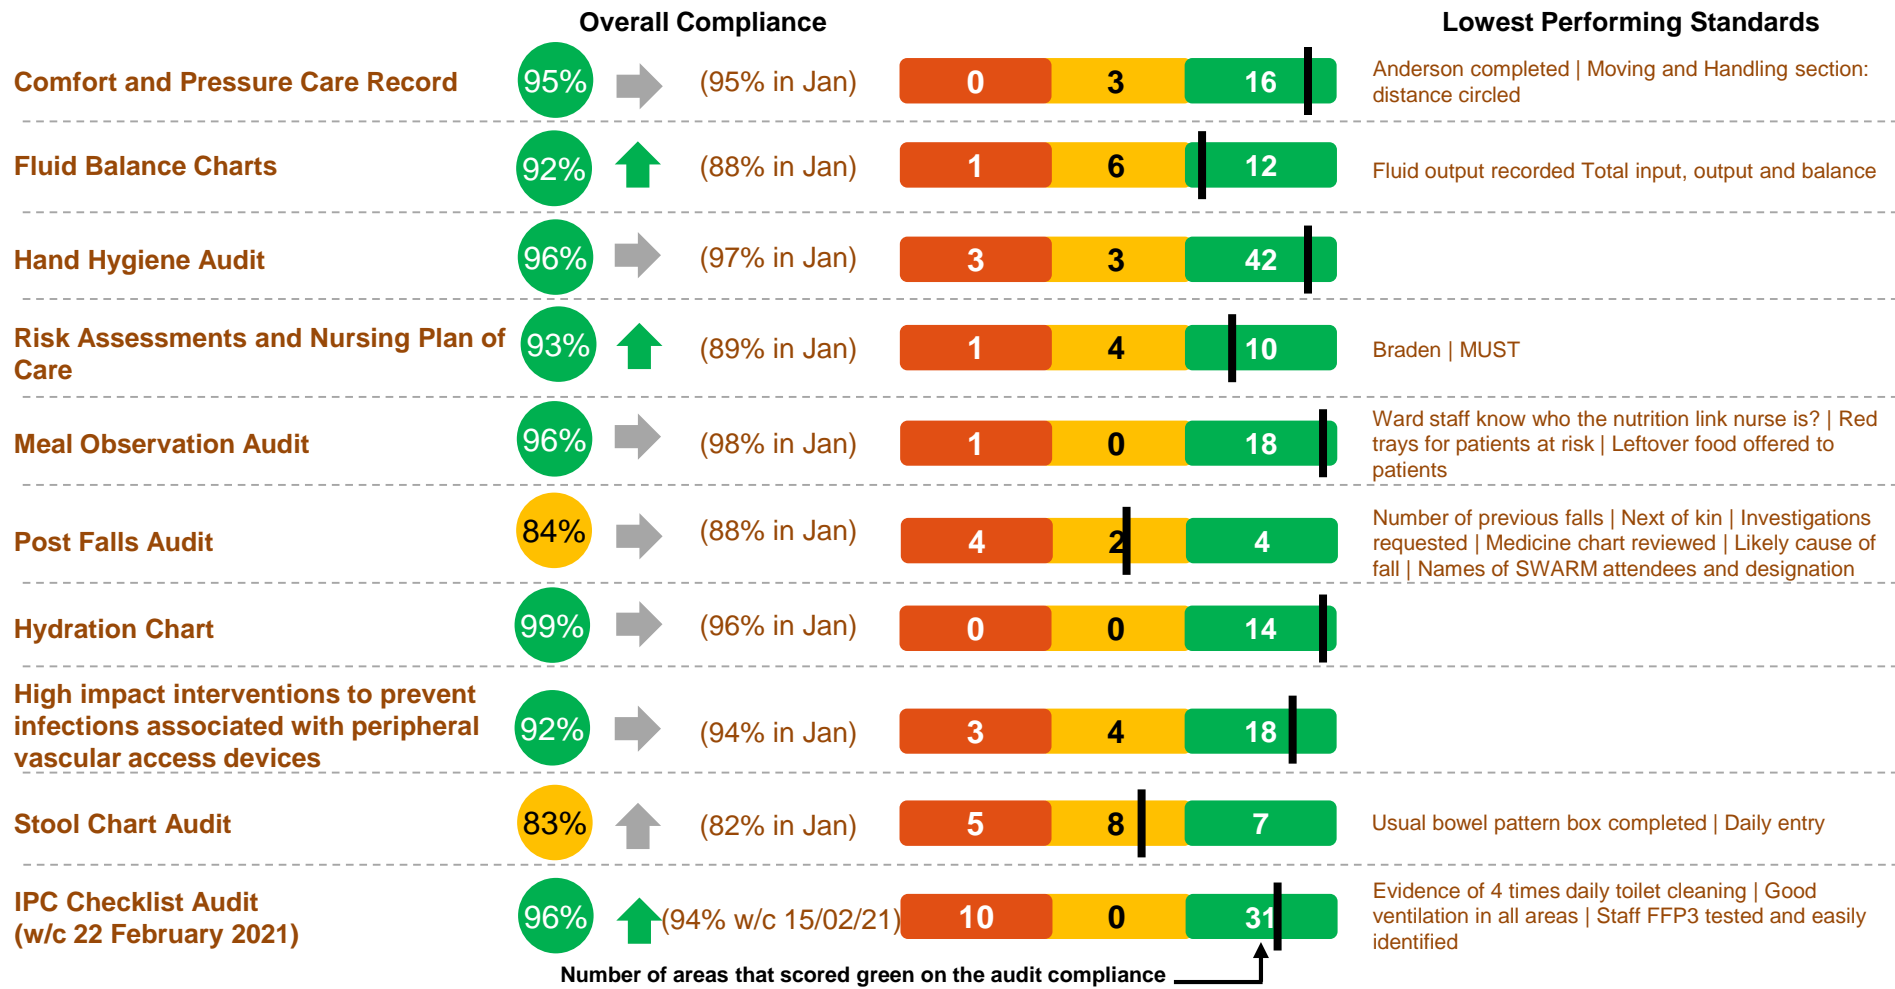 Overall Compliance
Lowest Performing Standards
Comfort and Pressure Care Record
95%
(95% in Jan)
0
3
16
Anderson completed | Moving and Handling section:
distance circled
Fluid Balance Charts
92%
(88% in Jan)
1
6
12
Fluid output recorded Total input, output and balance
Hand Hygiene Audit
96%
(97% in Jan)
3
3
42
Risk Assessments and Nursing Plan of
Care
93%
(89% in Jan)
1
4
10
Braden | MUST
Meal Observation Audit
96%
(98% in Jan)
1
0
18
Ward staff know who the nutrition link nurse is? | Red
trays for patients at risk | Leftover food offered to
patients
Post Falls Audit
84%
(88% in Jan)
4
2
4
Number of previous falls | Next of kin | Investigations
requested | Medicine chart reviewed | Likely cause of
fall | Names of SWARM attendees and designation
Hydration Chart
99%
(96% in Jan)
0
0
14
High impact interventions to prevent
infections associated with peripheral
vascular access devices
92%
(94% in Jan)
3
4
18
Stool Chart Audit
83%
(82% in Jan)
5
8
7
Usual bowel pattern box completed | Daily entry
IPC Checklist Audit
(w/c 22 February 2021)
96%
(94% w/c 15/02/21)
10
0
31
Evidence of 4 times daily toilet cleaning | Good
ventilation in all areas | Staff FFP3 tested and easily
identified
Number of areas that scored green on the audit compliance